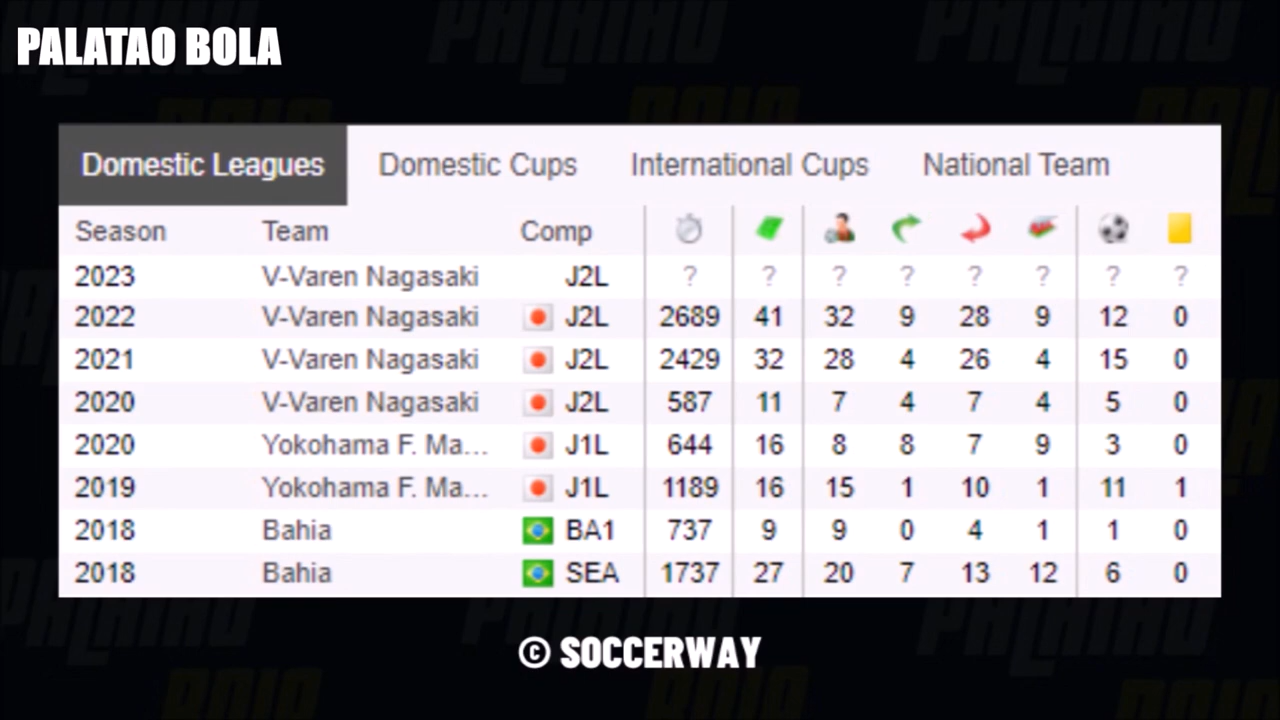 PALATAO BOLA
Domestic Leagues Domestic Cups International Cups National Team
Season Team Comp
2023 V-Varen Nagasaki J2L ? ? ? ? ? ? ? ?
2022 V-Varen Nagasaki J2L 2689 41 32 9 28 9 12 0
2021 V-Varen Nagasaki J2L 2429 32 28 4 26 4 15 0
2020 V-Varen Nagasaki J2L 587 11 7 4 7 4 5 0
2020 Yokohama F. Ma... J1L 644 16 8 8 7 9 3 0
2019 Yokohama F. Ma... J1L 1189 16 15 1 10 1 11 1
2018 Bahia BA1 737 9 9 0 4 1 1 0
2018 Bahia SEA 1737 27 20 7 13 12 6 0
© SOCCERWAY